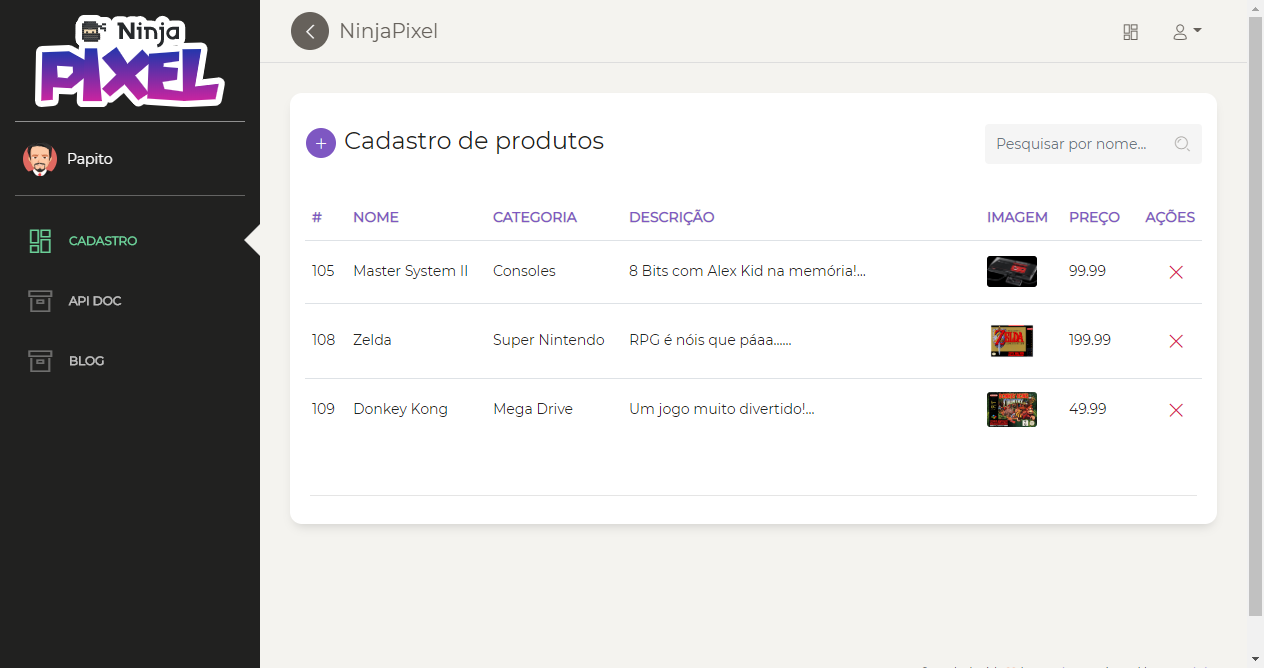 Ninja
PIXEL
NinjaPixel
Papito
CADASTRO
API DOC
BLOG
+ Cadastro de produtos
Pesquisar por nome...
# NOME CATEGORIA DESCRIÇÃO IMAGEM PREÇO AÇÕES
105 Master System II Consoles 8 Bits com Alex Kid na memória!... 99.99
108 Zelda Super Nintendo RPG é nóis que páaa...... ZELDA 199.99
109 Donkey Kong Mega Drive Um jogo muito divertido!... 49.99